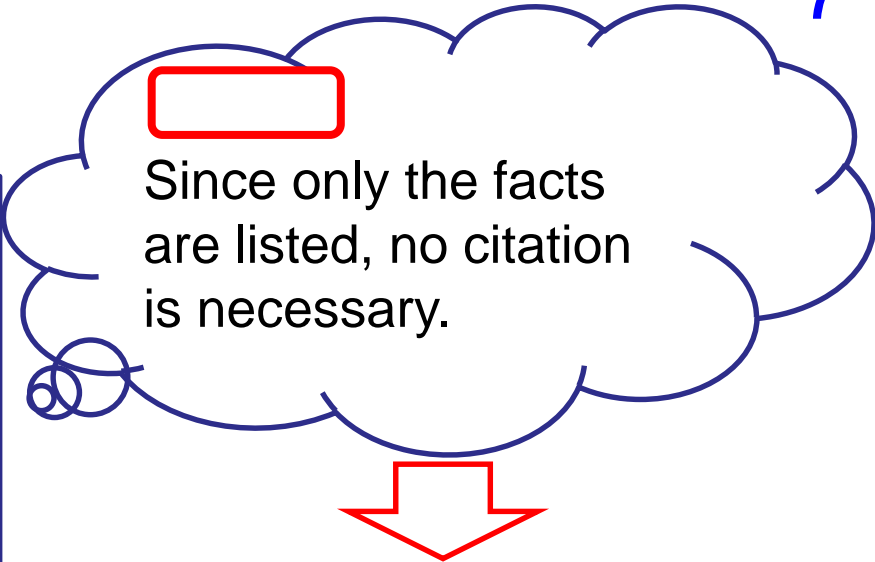 Since only the facts
are listed, no citation
is necessary.